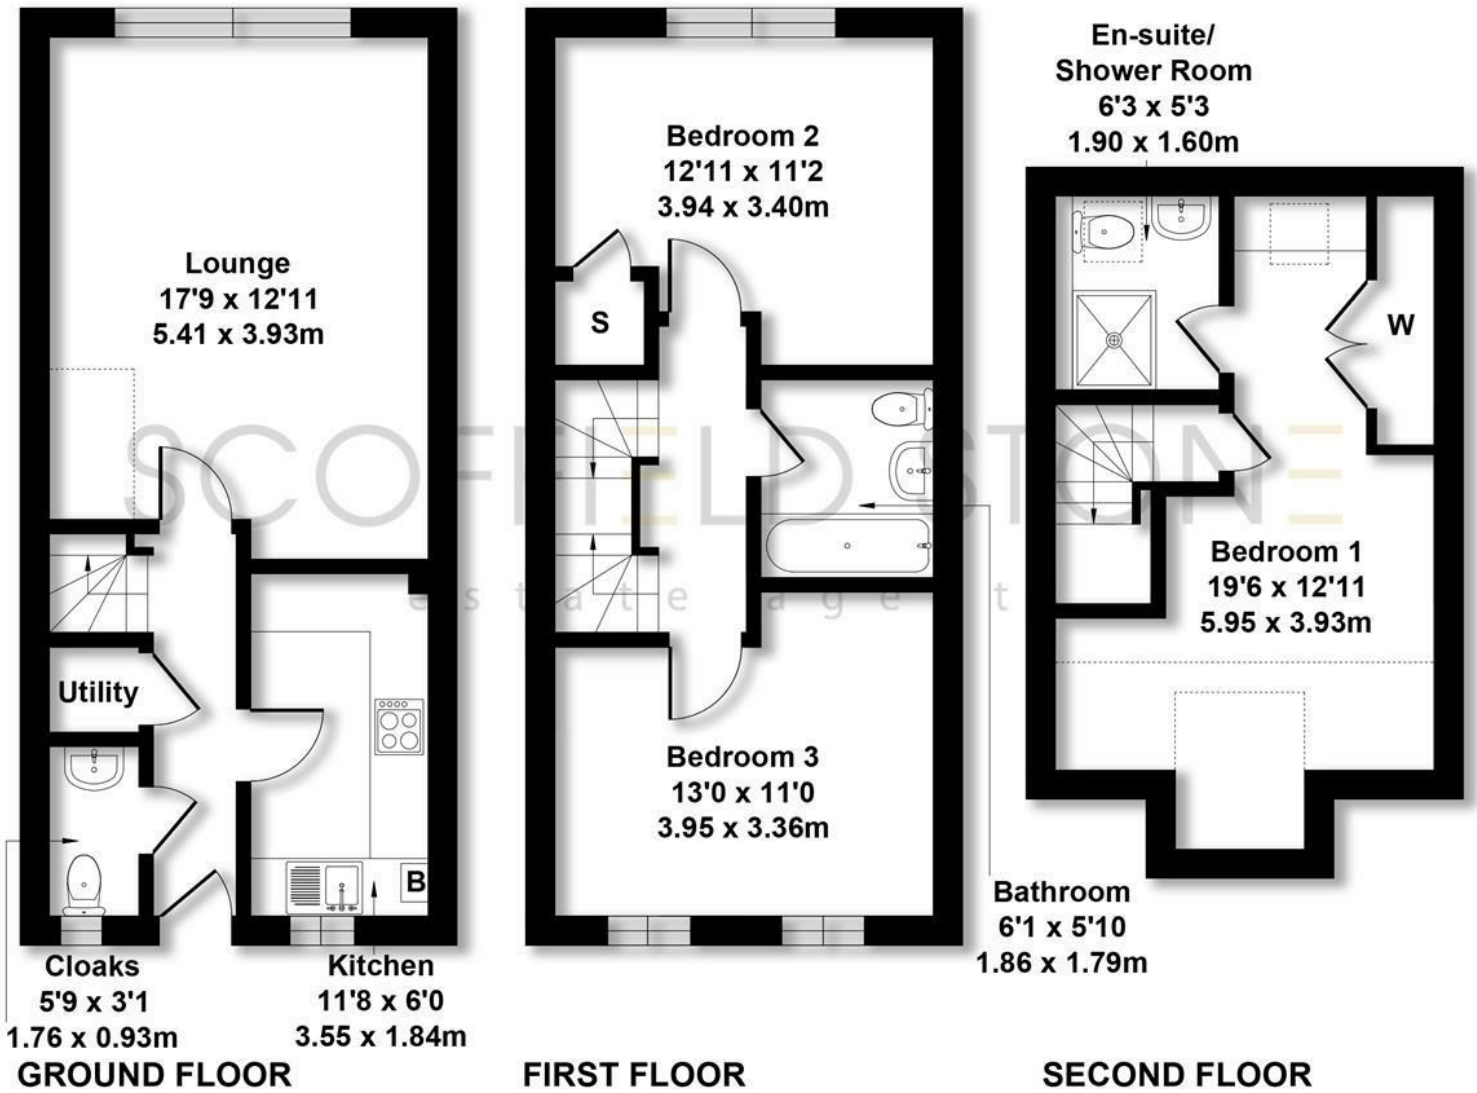 En-suite/
Shower Room
6'3 x 5'3
1.90 x 1.60m
Bedroom 2
12'11 x 11'2
3.94 x 3.40m
Lounge
17'9 x 12'11
5.41 x 3.93m
S
W
SCOFFIELD STONE
estate agent
Bedroom 1
19'6 x 12'11
5.95 x 3.93m
Utility
Bedroom 3
13'0 x 11'0
3.95 x 3.36m
B
Bathroom
6'1 x 5'10
1.86 x 1.79m
Cloaks
5'9 x 3'1
1.76 x 0.93m
Kitchen
11'8 x 6'0
3.55 x 1.84m
GROUND FLOOR
FIRST FLOOR
SECOND FLOOR